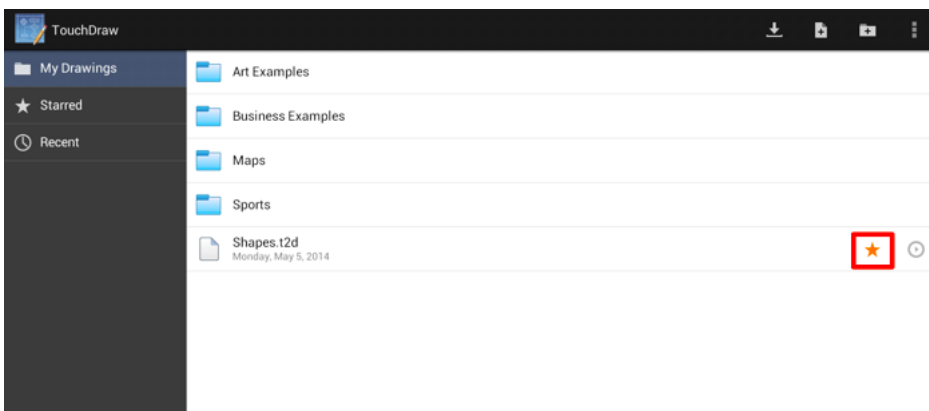 TouchDraw
My Drawings
Starred
Recent
Art Examples
Business Examples
Maps
Sports
Shapes.t2d
Monday, May 5, 2014